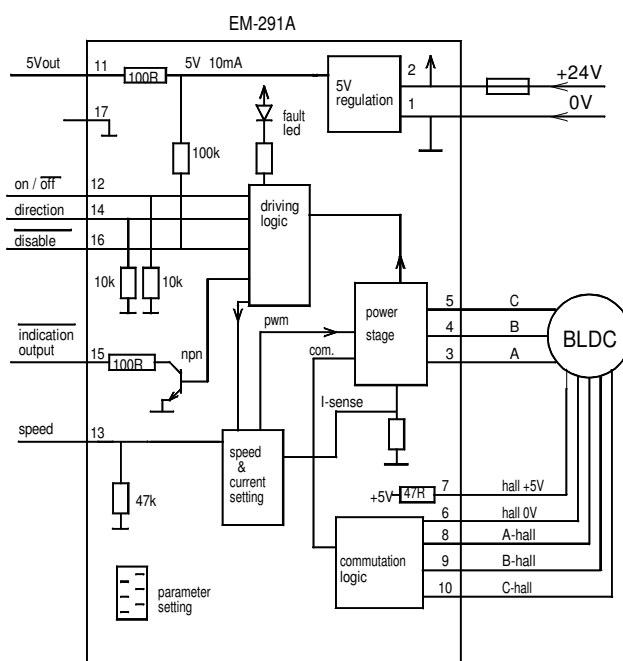 EM-291A
5Vout
11
100R
5V 10mA
5V
regulation
2
+24V
1
0V
17
fault
led
100k
on / off
12
direction
14
disable
16
driving
logic
10k
10k
indication
output
15
100R
npn
pwm
com.
power
stage
5
C
4
B
3
A
BLDC
I-sense
speed
13
47k
speed
&
current
setting
+5V
47R
7
hall +5V
6
hall 0V
8
A-hall
9
B-hall
10
C-hall
commutation
logic
parameter
setting